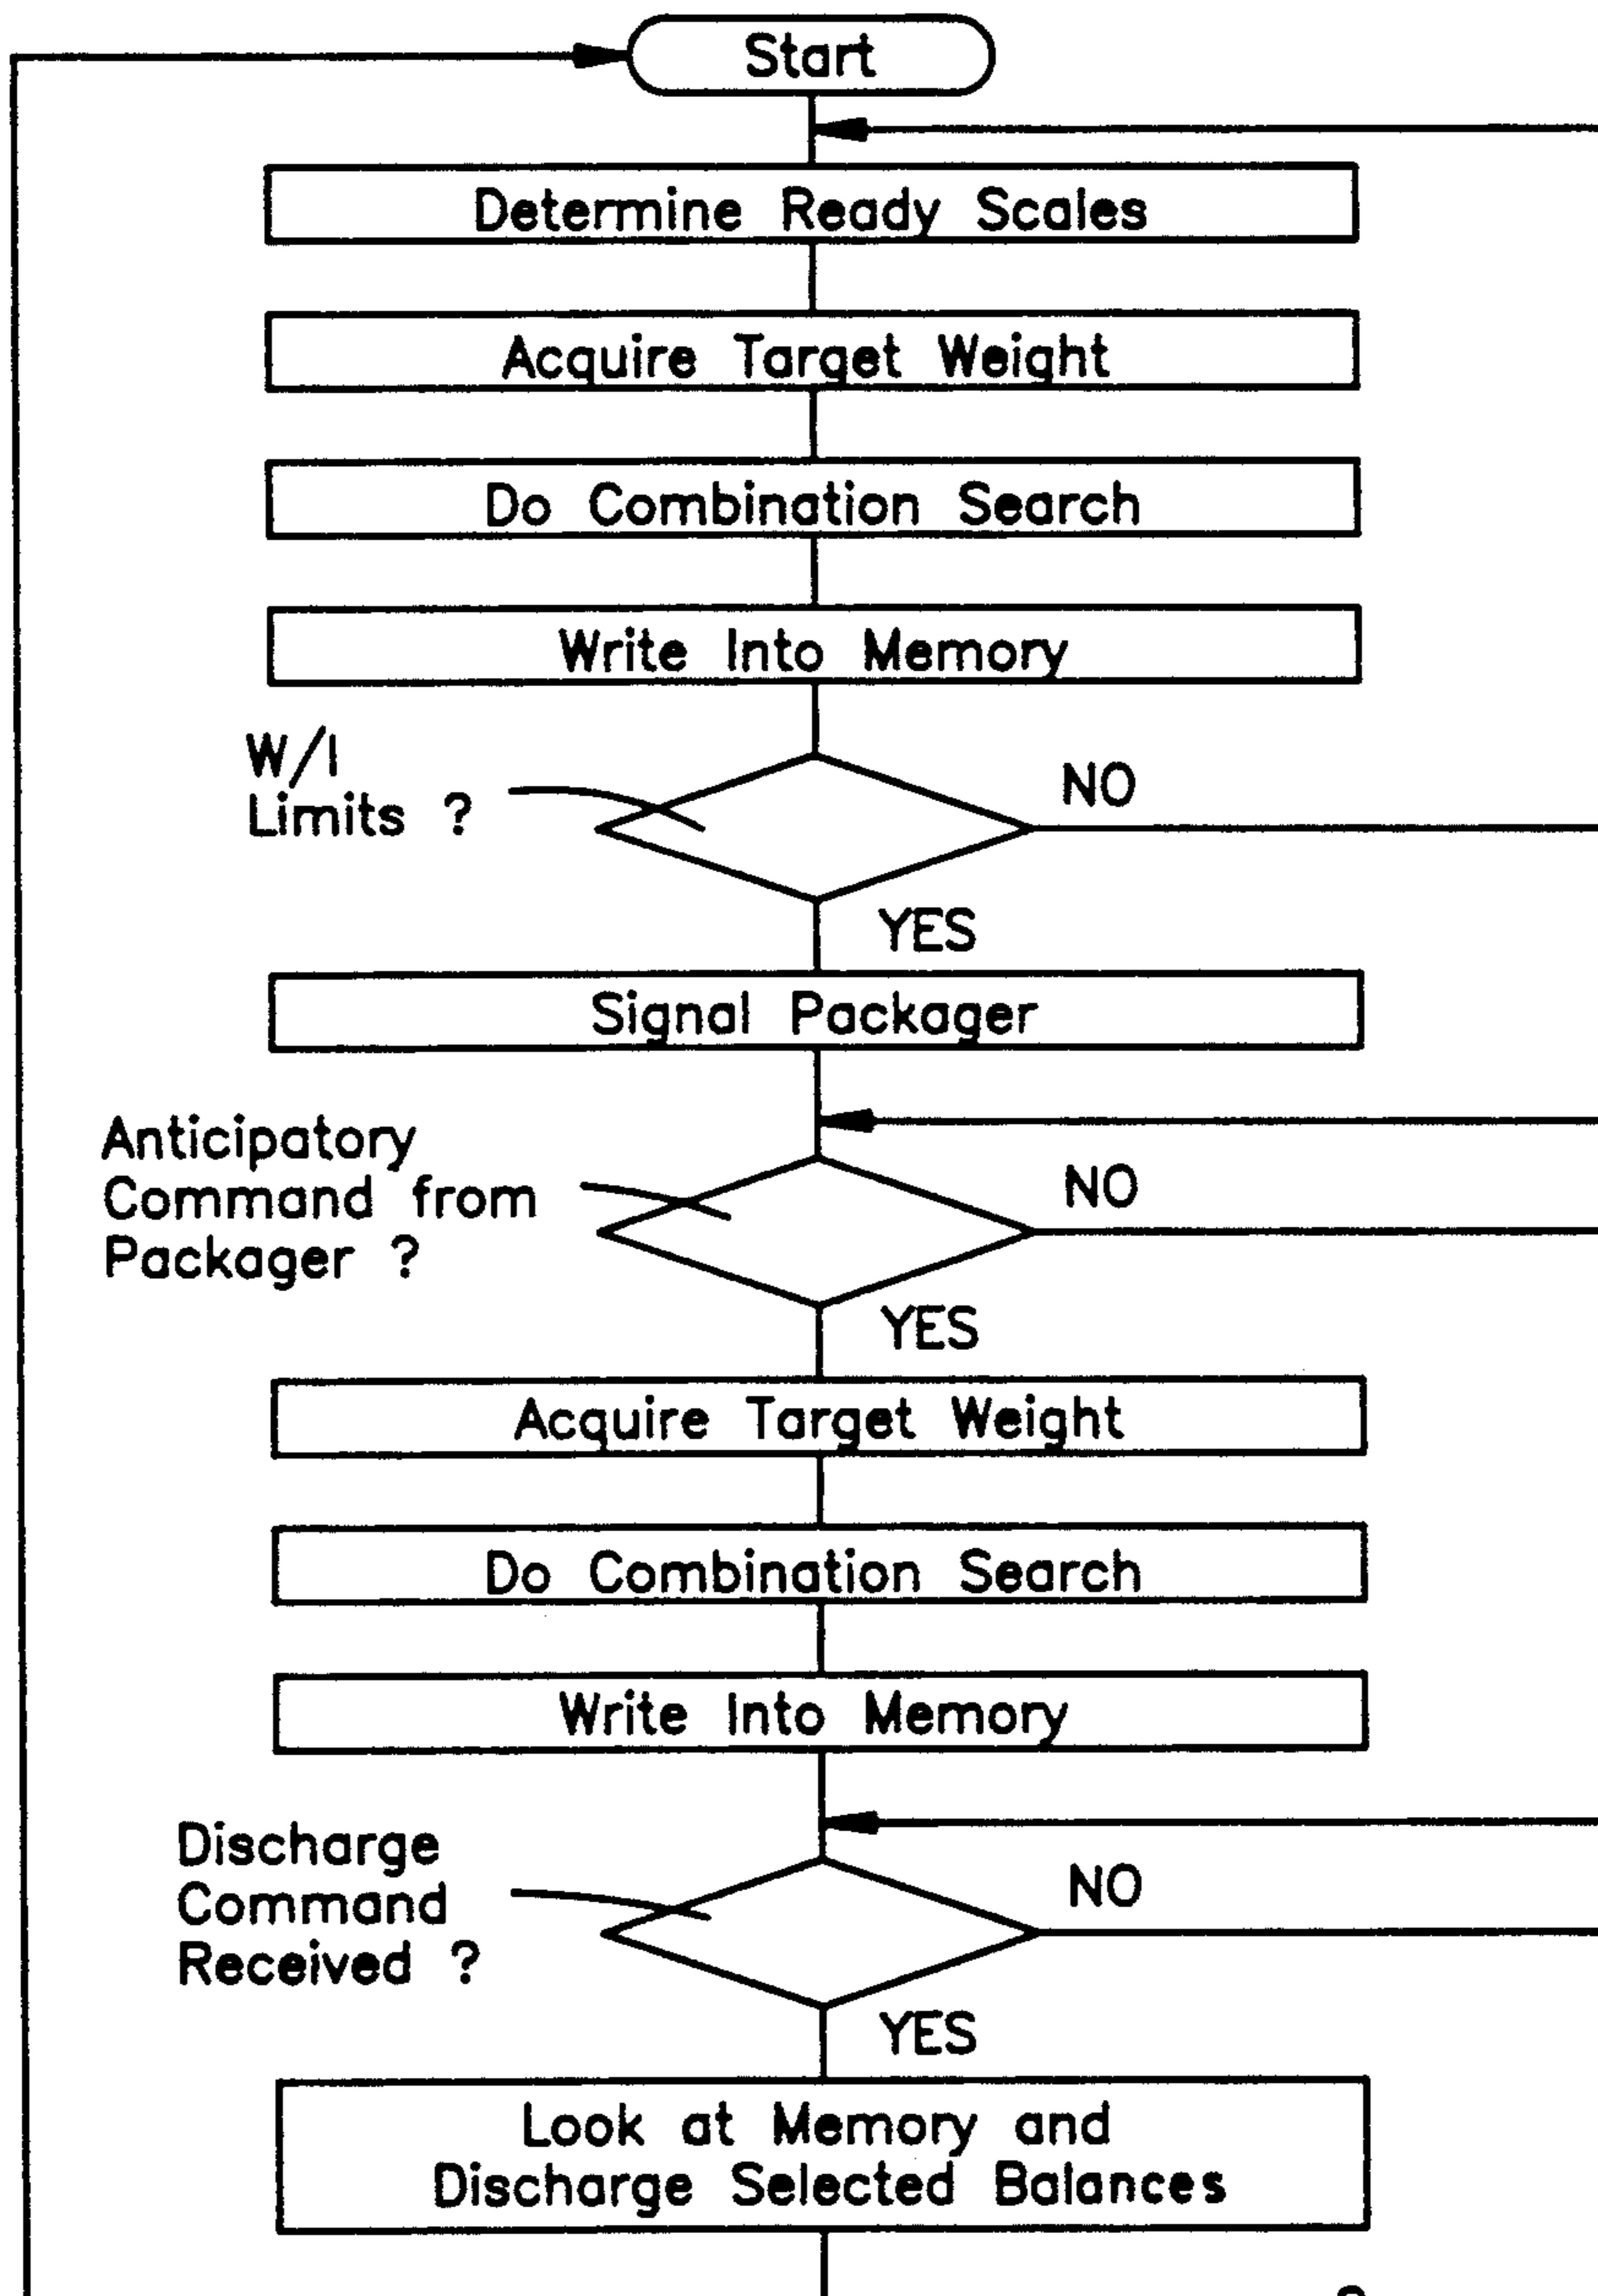 Start
Determine Ready Scales
Acquire Target Weight
Do Combination Search
Write Into Memory
W/I
Limits ?
NO
YES
Signal Packager
Anticipatory
Command from
Packager ?
NO
YES
Acquire Target Weight
Do Combination Search
Write Into Memory
Discharge
Command
Received ?
NO
YES
Look at Memory and
Discharge Selected Balances